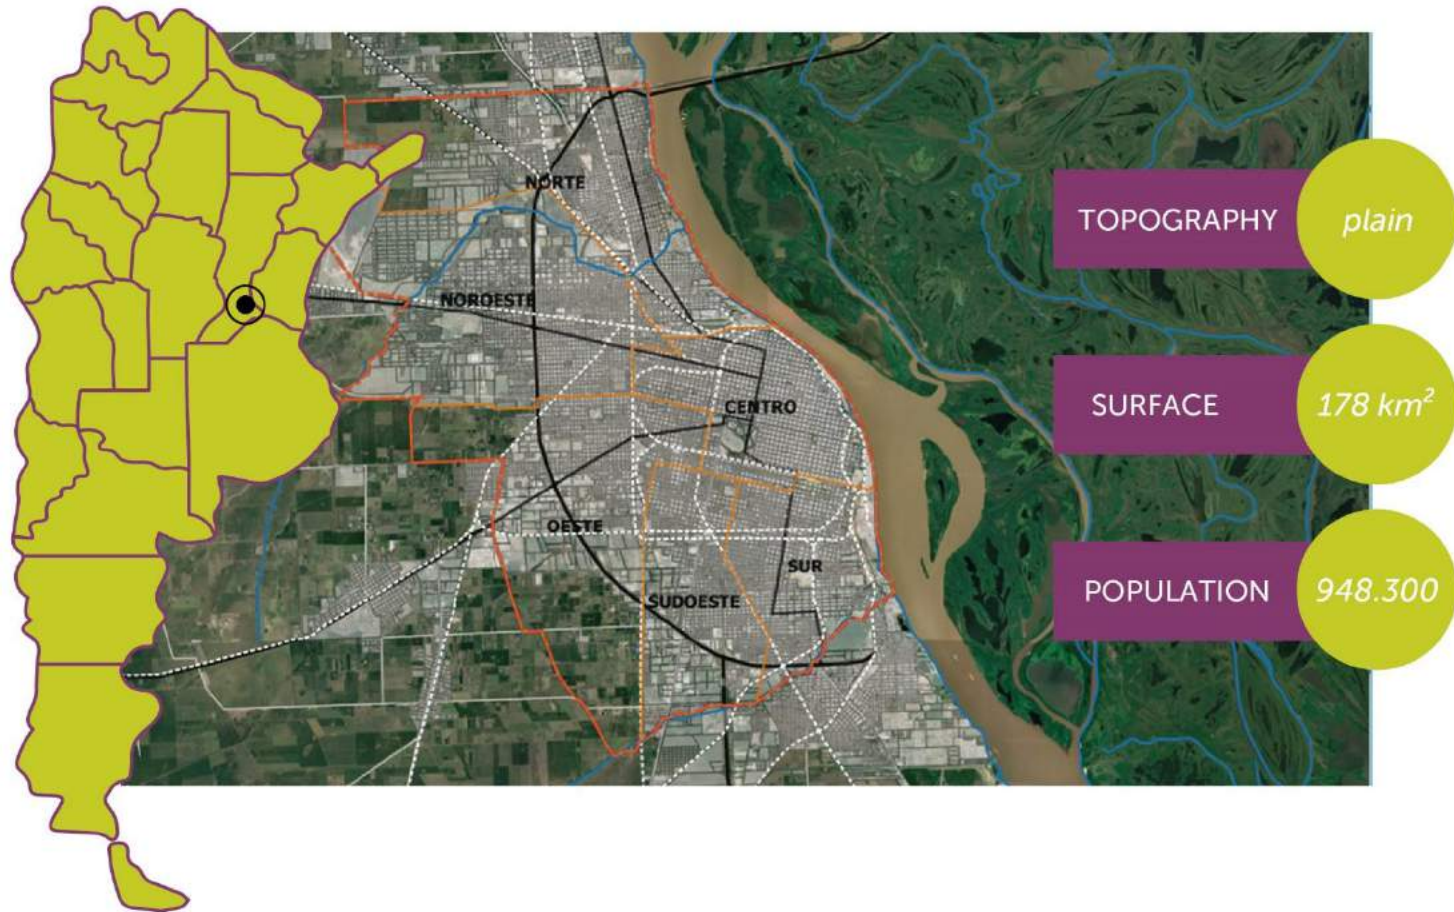 NORTE
NOROESTE
CENTRO
OESTE
SUR
SUDOESTE
TOPOGRAPHY plain
SURFACE 178 km²
POPULATION 948.300